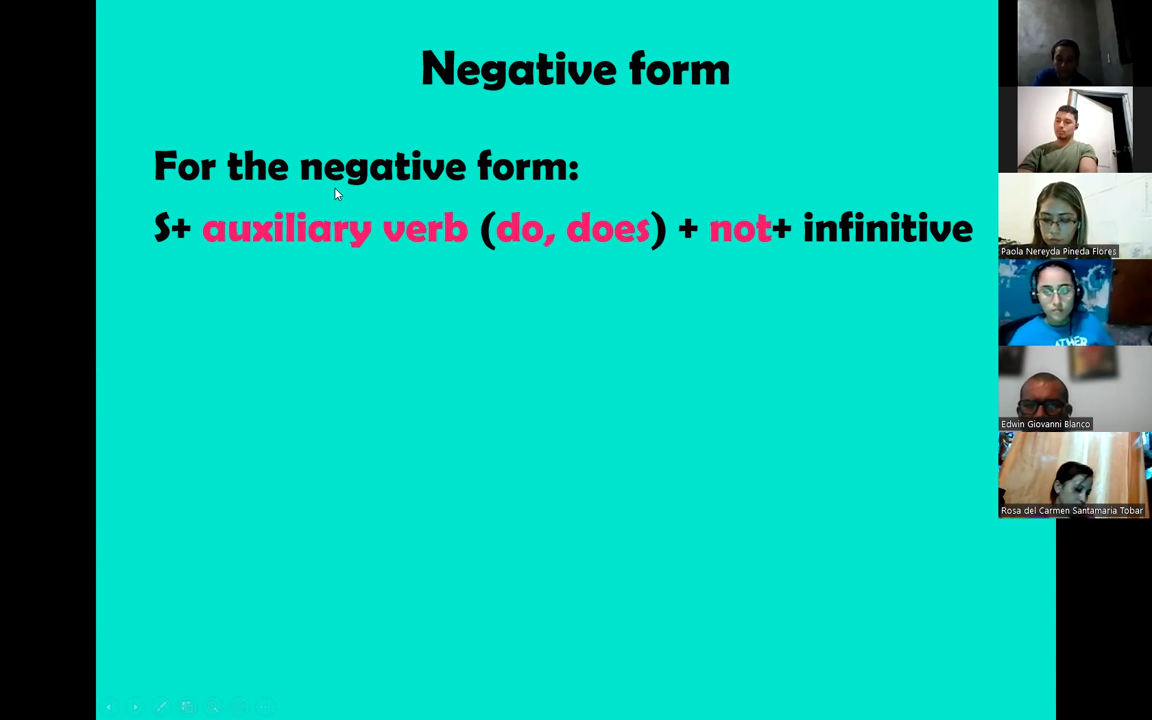 Negative form
For the negative form:
S+ auxiliary verb (do, does) + not+ infinitive
Paola Nereyda Pineda Flores
ATHER
Edwin Giovanni Blanco
Rosa del Carmen Santamaria Tobar